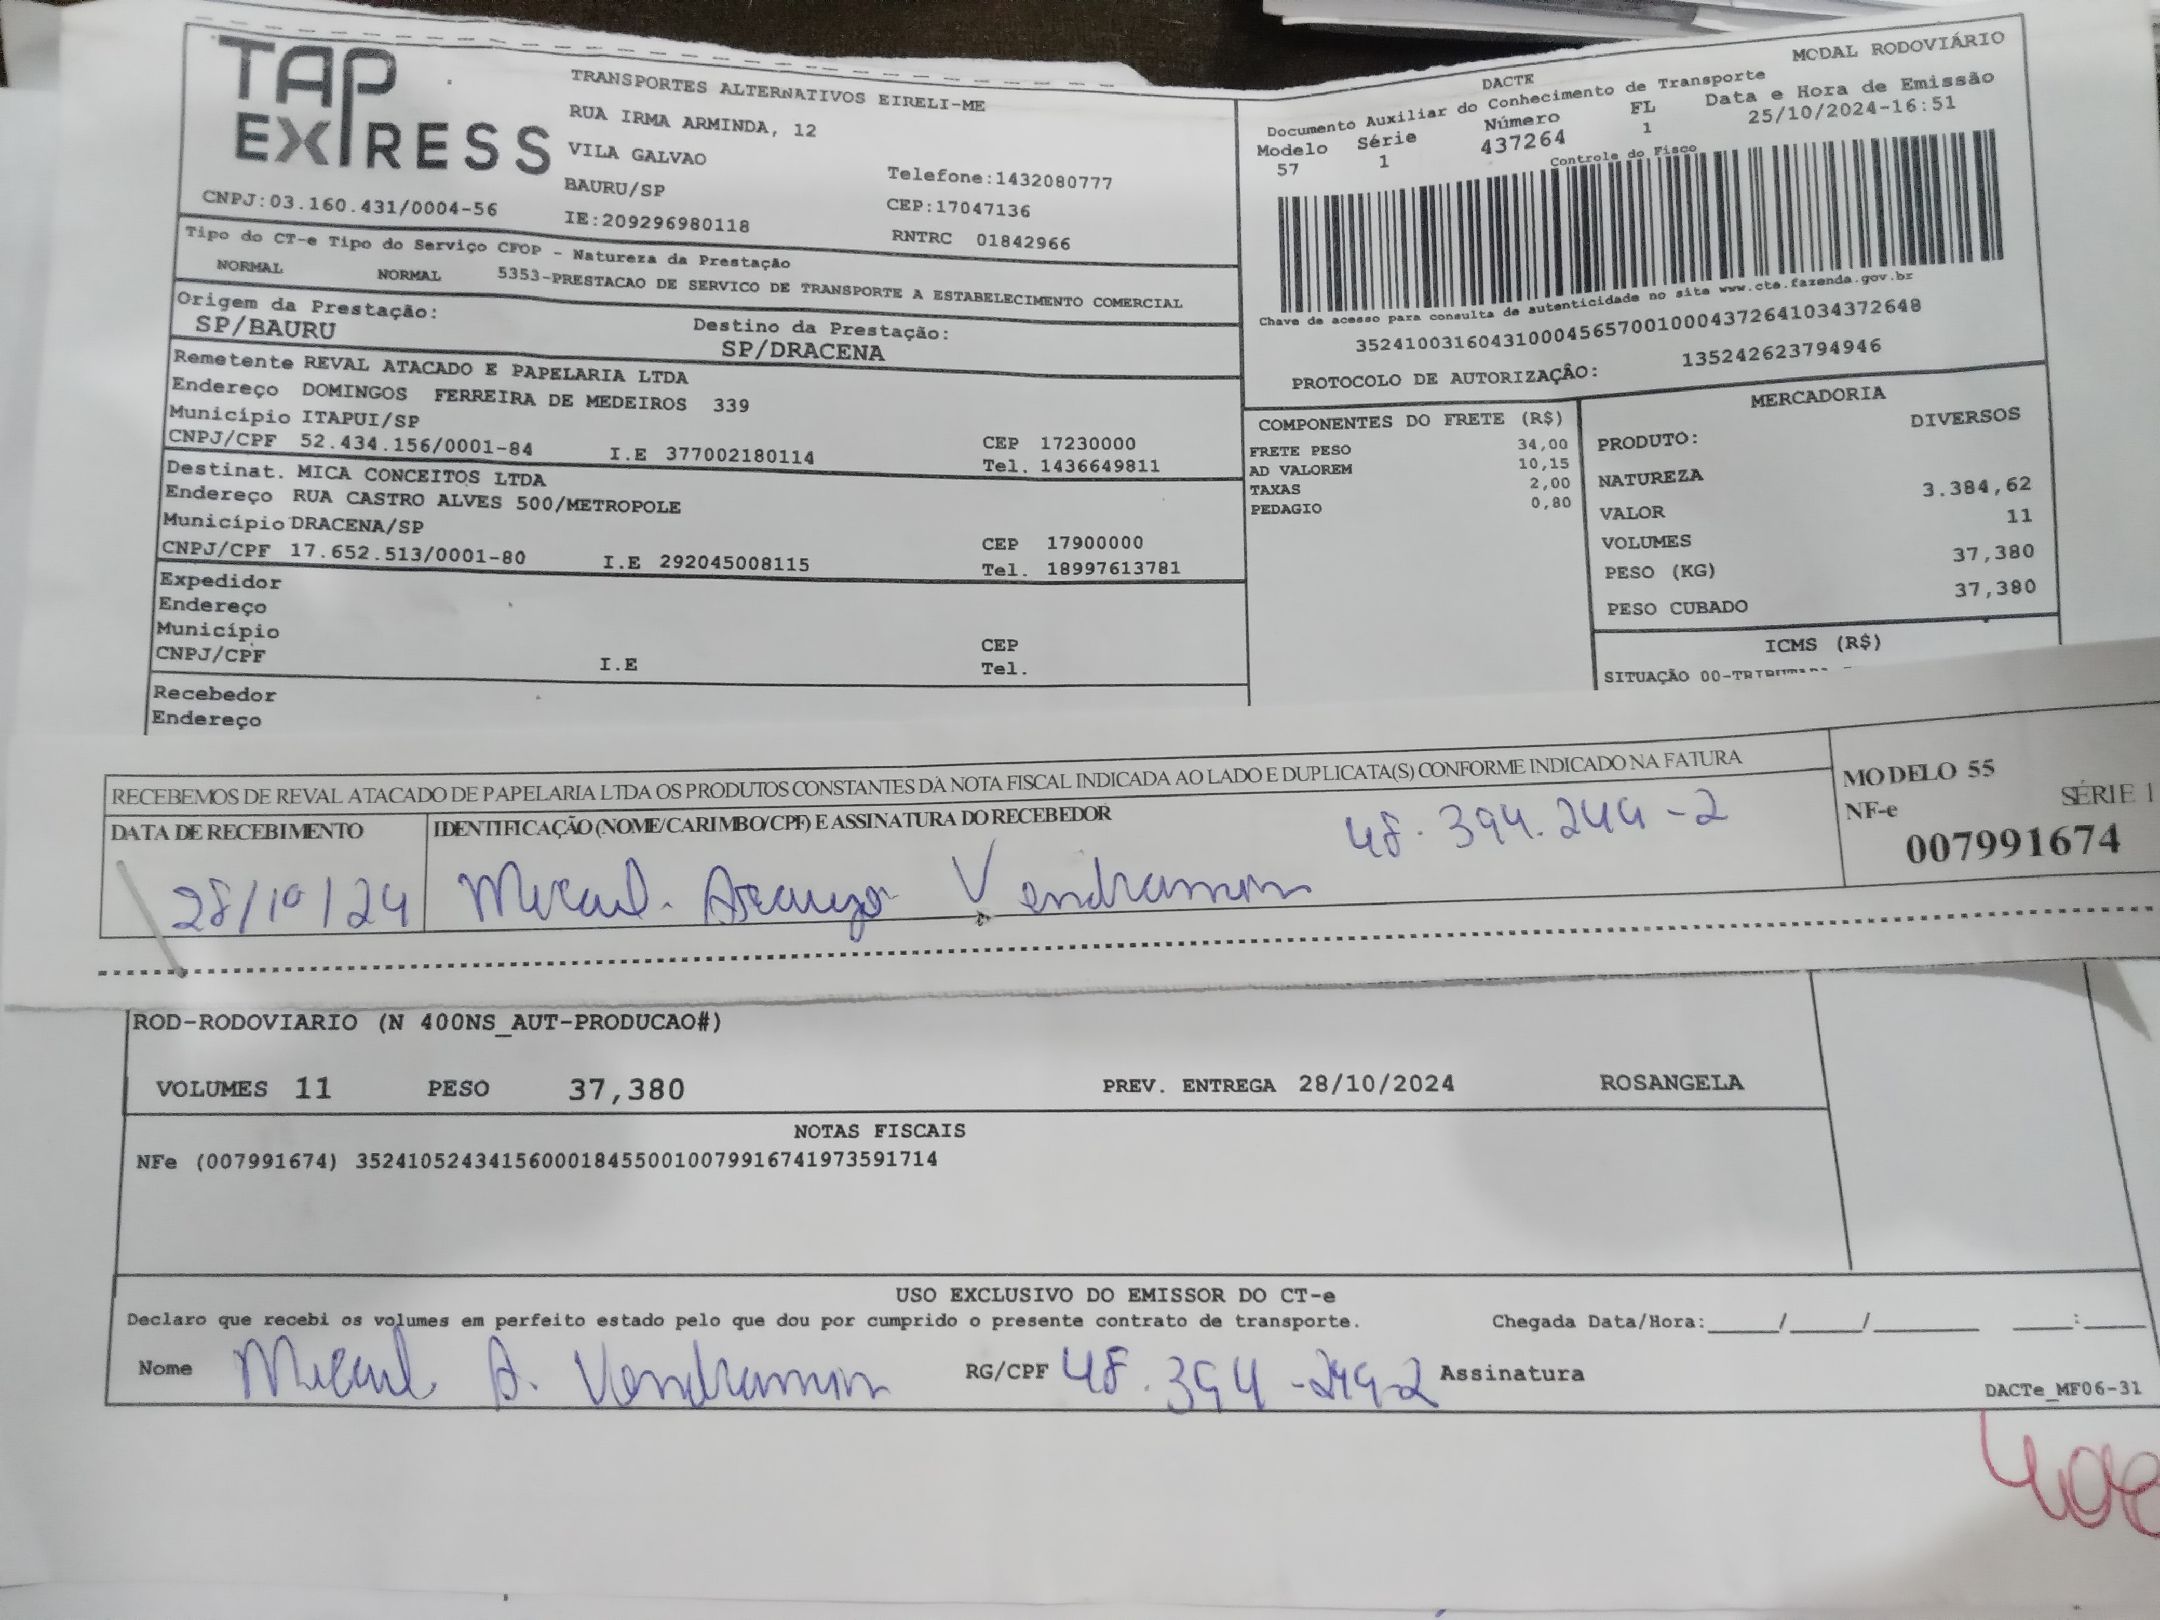 TAP EXPRESS
TRANSPORTES ALTERNATIVOS EIRELI-ME
RUA IRMA ARMINDA, 12
VILA GALVAO
BAURU/SP
Telefone:1432080777
CEP:17047136
CNPJ:03.160.431/0004-56
IE:209296980118
RNTRC 01842966
Tipo do CT-e Tipo do Serviço CFOP - Natureza da Prestação
NORMAL NORMAL 5353-PRESTACAO DE SERVICO DE TRANSPORTE A ESTABELECIMENTO COMERCIAL
Origem da Prestação: Destino da Prestação:
SP/BAURU SP/DRACENA
Remetente REVAL ATACADO E PAPELARIA LTDA
Endereço DOMINGOS FERREIRA DE MEDEIROS 339
Município ITAPUI/SP CEP 17230000
CNPJ/CPF 52.434.156/0001-84 I.E 377002180114 Tel. 1436649811
Destinat. MICA CONCEITOS LTDA
Endereço RUA CASTRO ALVES 500/METROPOLE
Município DRACENA/SP CEP 17900000
CNPJ/CPF 17.652.513/0001-80 I.E 292045008115 Tel. 18997613781
Expedidor
Endereço
Município CEP
CNPJ/CPF I.E Tel.
Recebedor
Endereço
DACTE MODAL RODOVIÁRIO
Documento Auxiliar do Conhecimento de Transporte
Modelo Série Número FL Data e Hora de Emissão
57 1 437264 1 25/10/2024-16:51
Controle do Fisco
Chave de acesso para consulta de autenticidade no site www.cte.fazenda.gov.br
35241003160431000456570010004372641034372648
PROTOCOLO DE AUTORIZAÇÃO: 135242623794946
COMPONENTES DO FRETE (R$)
FRETE PESO 34,00
AD VALOREM 10,15
TAXAS 2,00
PEDAGIO 0,80
MERCADORIA
PRODUTO: DIVERSOS
NATUREZA
VALOR 3.384,62
VOLUMES 11
PESO (KG) 37,380
PESO CUBADO 37,380
ICMS (R$)
SITUAÇÃO 00-
RECEBEMOS DE REVAL ATACADO DE PAPELARIA LTDA OS PRODUTOS CONSTANTES DA NOTA FISCAL INDICADA AO LADO E DUPLICATA(S) CONFORME INDICADO NA FATURA
DATA DE RECEBIMENTO
28/10/24
IDENTIFICAÇÃO (NOME/CARIMBO/CPF) E ASSINATURA DO RECEBEDOR
48.394.249-2
Micael. Araujo Vendramin
MODELO 55
NF-e SÉRIE 1
007991674
ROD-RODOVIARIO (N 400NS_AUT-PRODUCAO#)
VOLUMES 11 PESO 37,380 PREV. ENTREGA 28/10/2024 ROSANGELA
NOTAS FISCAIS
NFe (007991674) 35241052434156000184550010079916741973591714
USO EXCLUSIVO DO EMISSOR DO CT-e
Declaro que recebi os volumes em perfeito estado pelo que dou por cumprido o presente contrato de transporte. Chegada Data/Hora:____/____/______ ___:____
Nome Micael A. Vendramin RG/CPF 48.394-249-2 Assinatura
DACTe_MF06-31